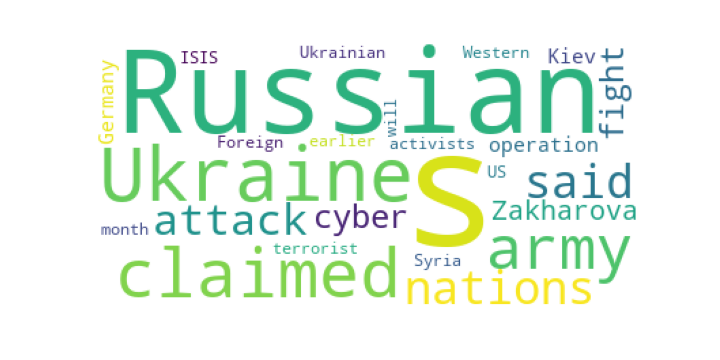 ISIS
Ukrainian
Western
Kiev
Germany
Russian
will
fight
Foreign
earlier
activists
operation
Ukraine
s
US
said
attack
cyber
Zakharova
month
terrorist
Syria
army
claimed
nations